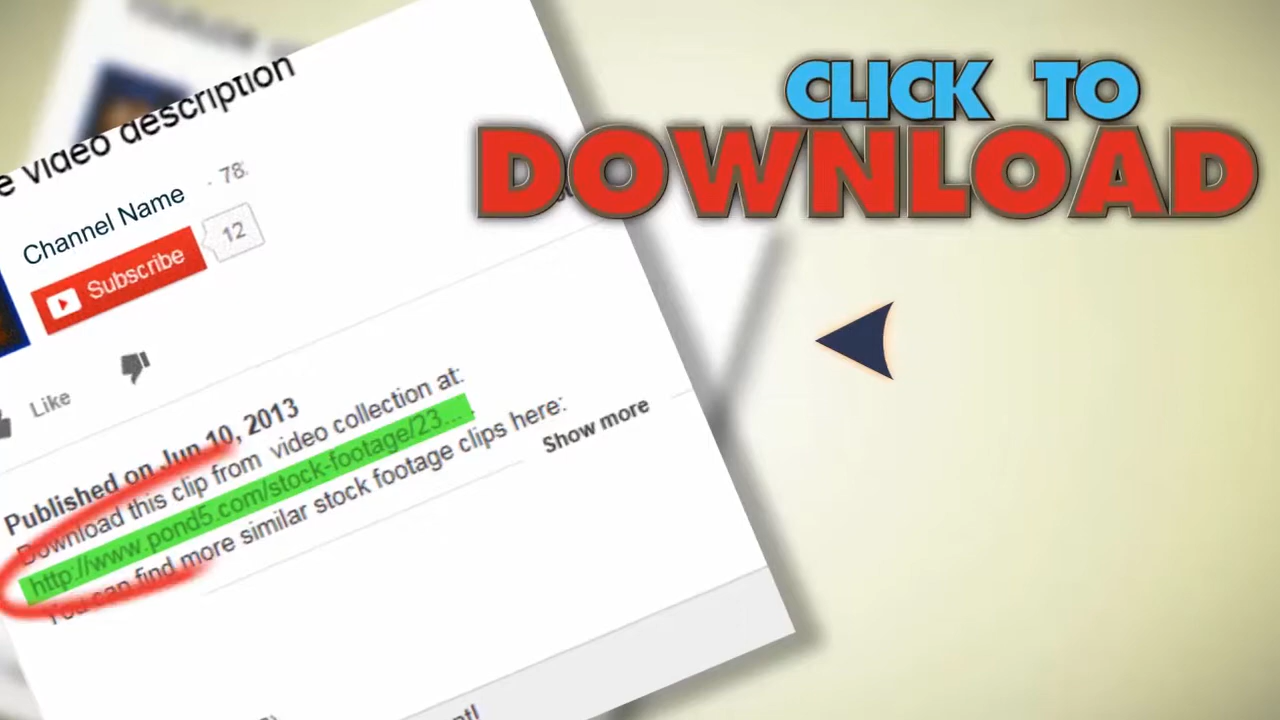 CLICK TO
DOWNLOAD
e video description
Channel Name
78
Subscribe
12
Like
Published on Jun 10, 2013
Download this clip from video collection at:
http://www.pond5.com/stock-footage/23...
You can find more similar stock footage clips here:
Show more